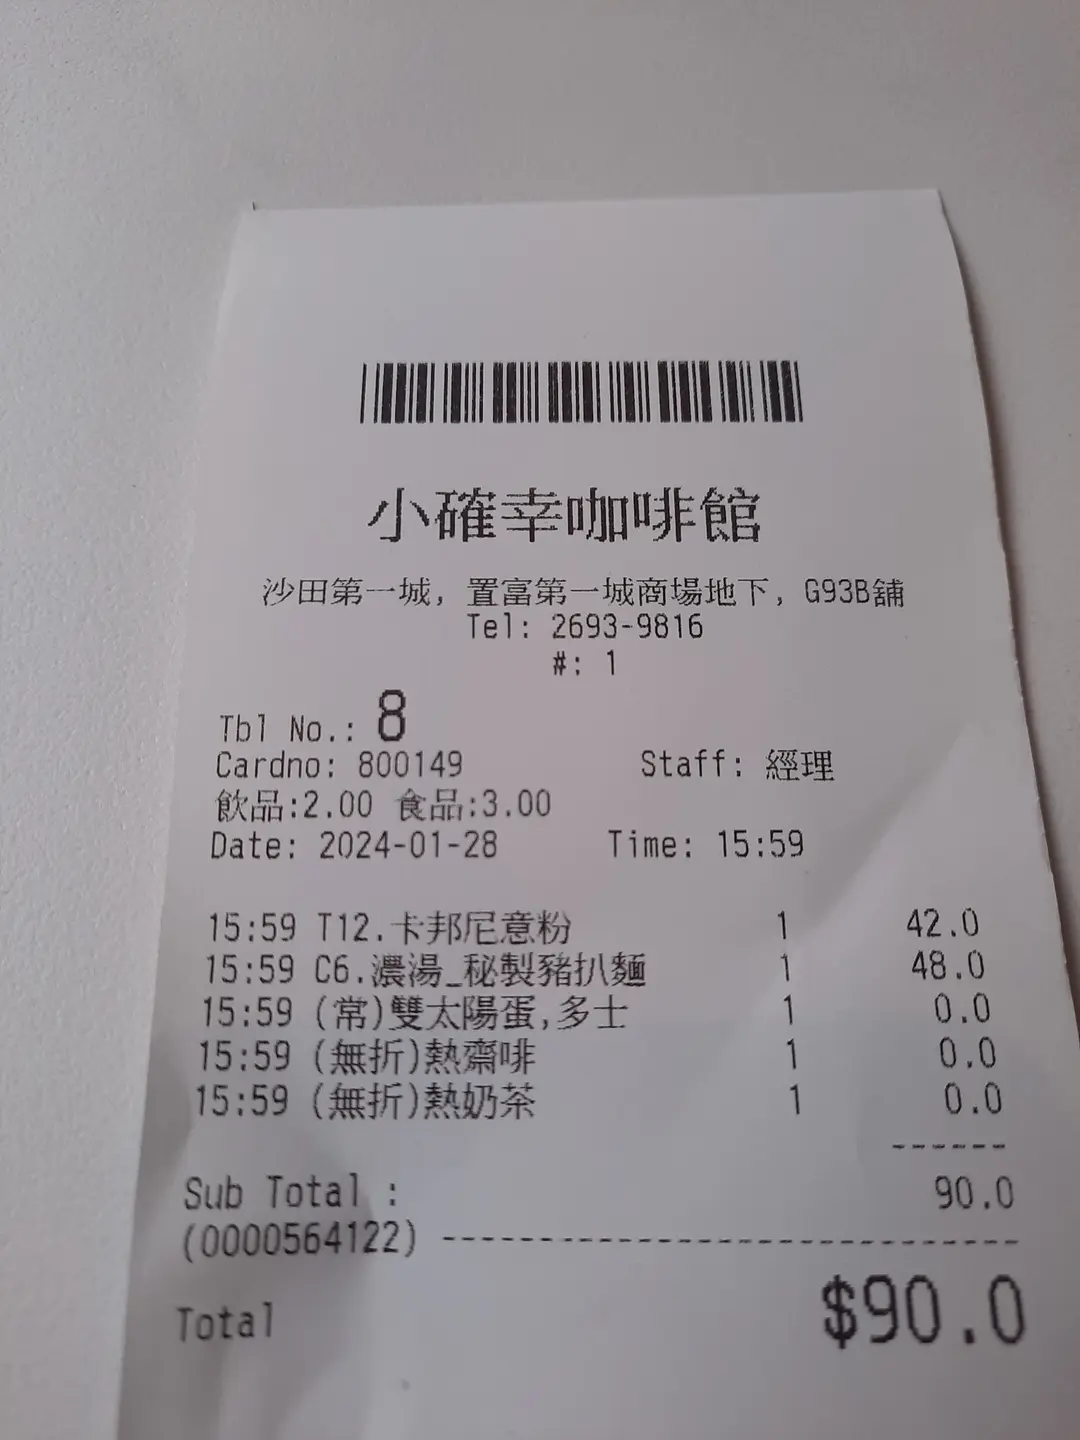 小確幸咖啡館
沙田第一城, 置富第一城商場地下, G93B舖
Tel: 2693-9816
#: 1
Tbl No.: 8
Cardno: 800149 Staff: 經理
飲品:2.00 食品:3.00
Date: 2024-01-28 Time: 15:59
15:59 T12.卡邦尼意粉 1 42.0
15:59 C6.濃湯_秘製豬扒麵 1 48.0
15:59 (常)雙太陽蛋,多士 1 0.0
15:59 (無折)熱齋啡 1 0.0
15:59 (無折)熱奶茶 1 0.0
------
Sub Total : 90.0
(0000564122) -----------------------------
Total $90.0